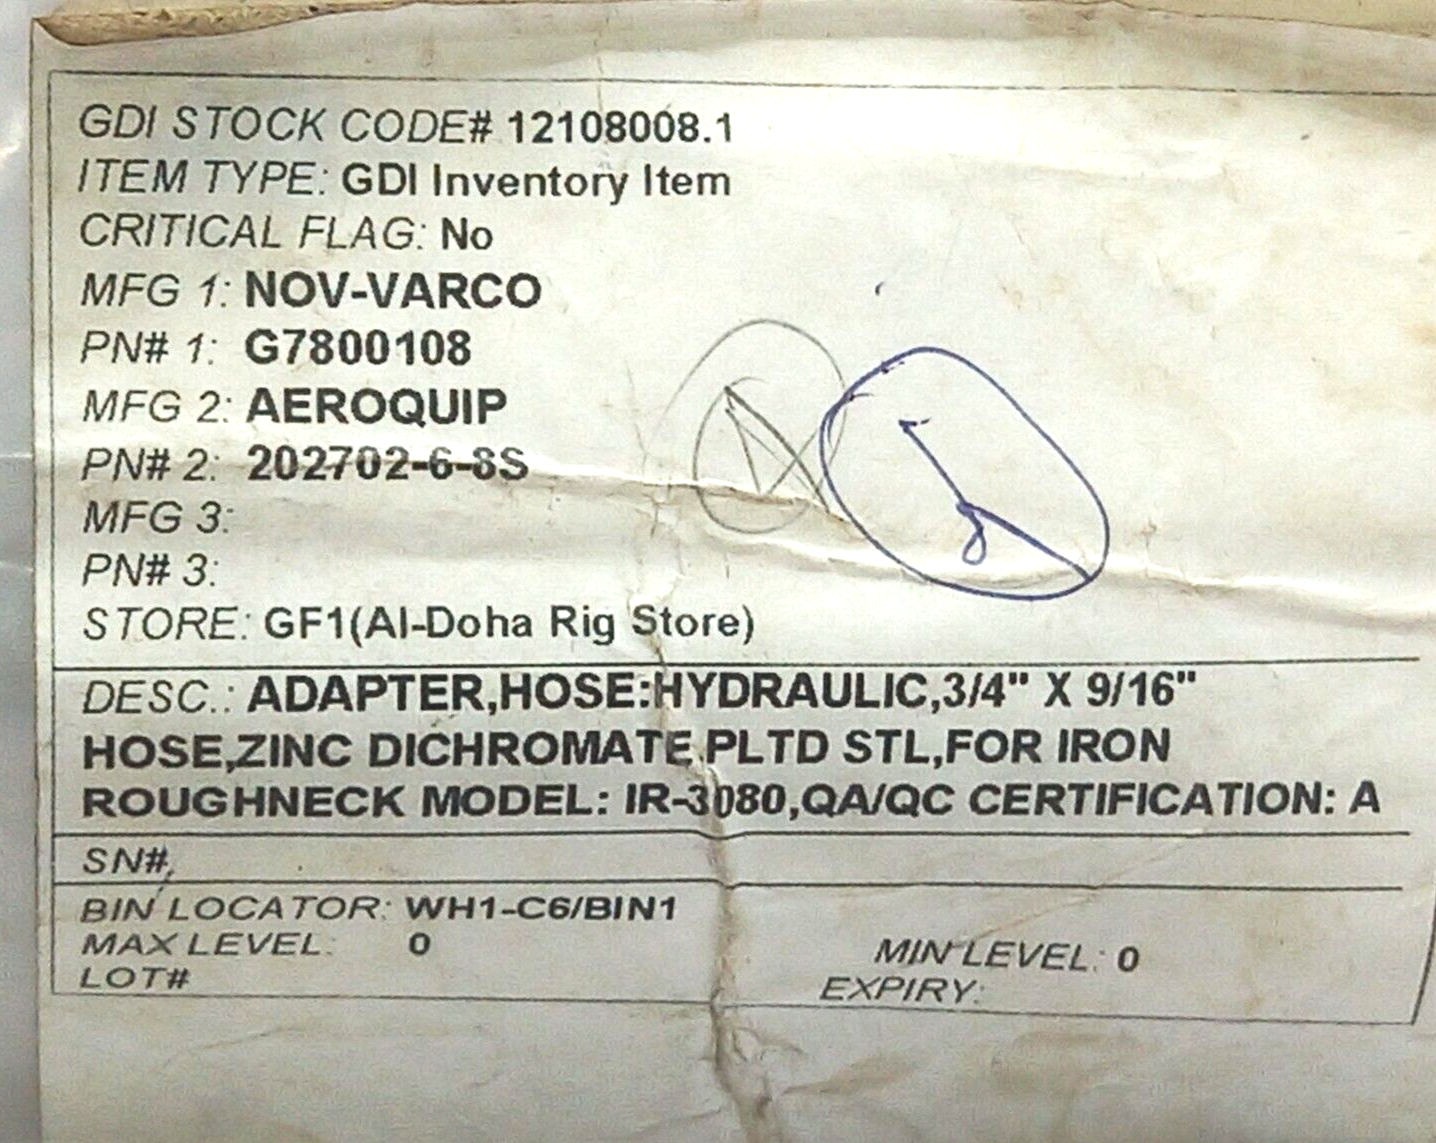 GDI STOCK CODE# 12108008.1
ITEM TYPE: GDI Inventory Item
CRITICAL FLAG: No
MFG 1: NOV-VARCO
PN# 1: G7800108
MFG 2: AEROQUIP
PN# 2: 202702-6-8S
MFG 3:
PN# 3:
STORE: GF1(Al-Doha Rig Store)
DESC.: ADAPTER,HOSE:HYDRAULIC,3/4" X 9/16"
HOSE,ZINC DICHROMATE PLTD STL,FOR IRON
ROUGHNECK MODEL: IR-3080,QA/QC CERTIFICATION: A
SN#
BIN LOCATOR: WH1-C6/BIN1
MAX LEVEL: 0 MIN LEVEL: 0
LOT# EXPIRY: